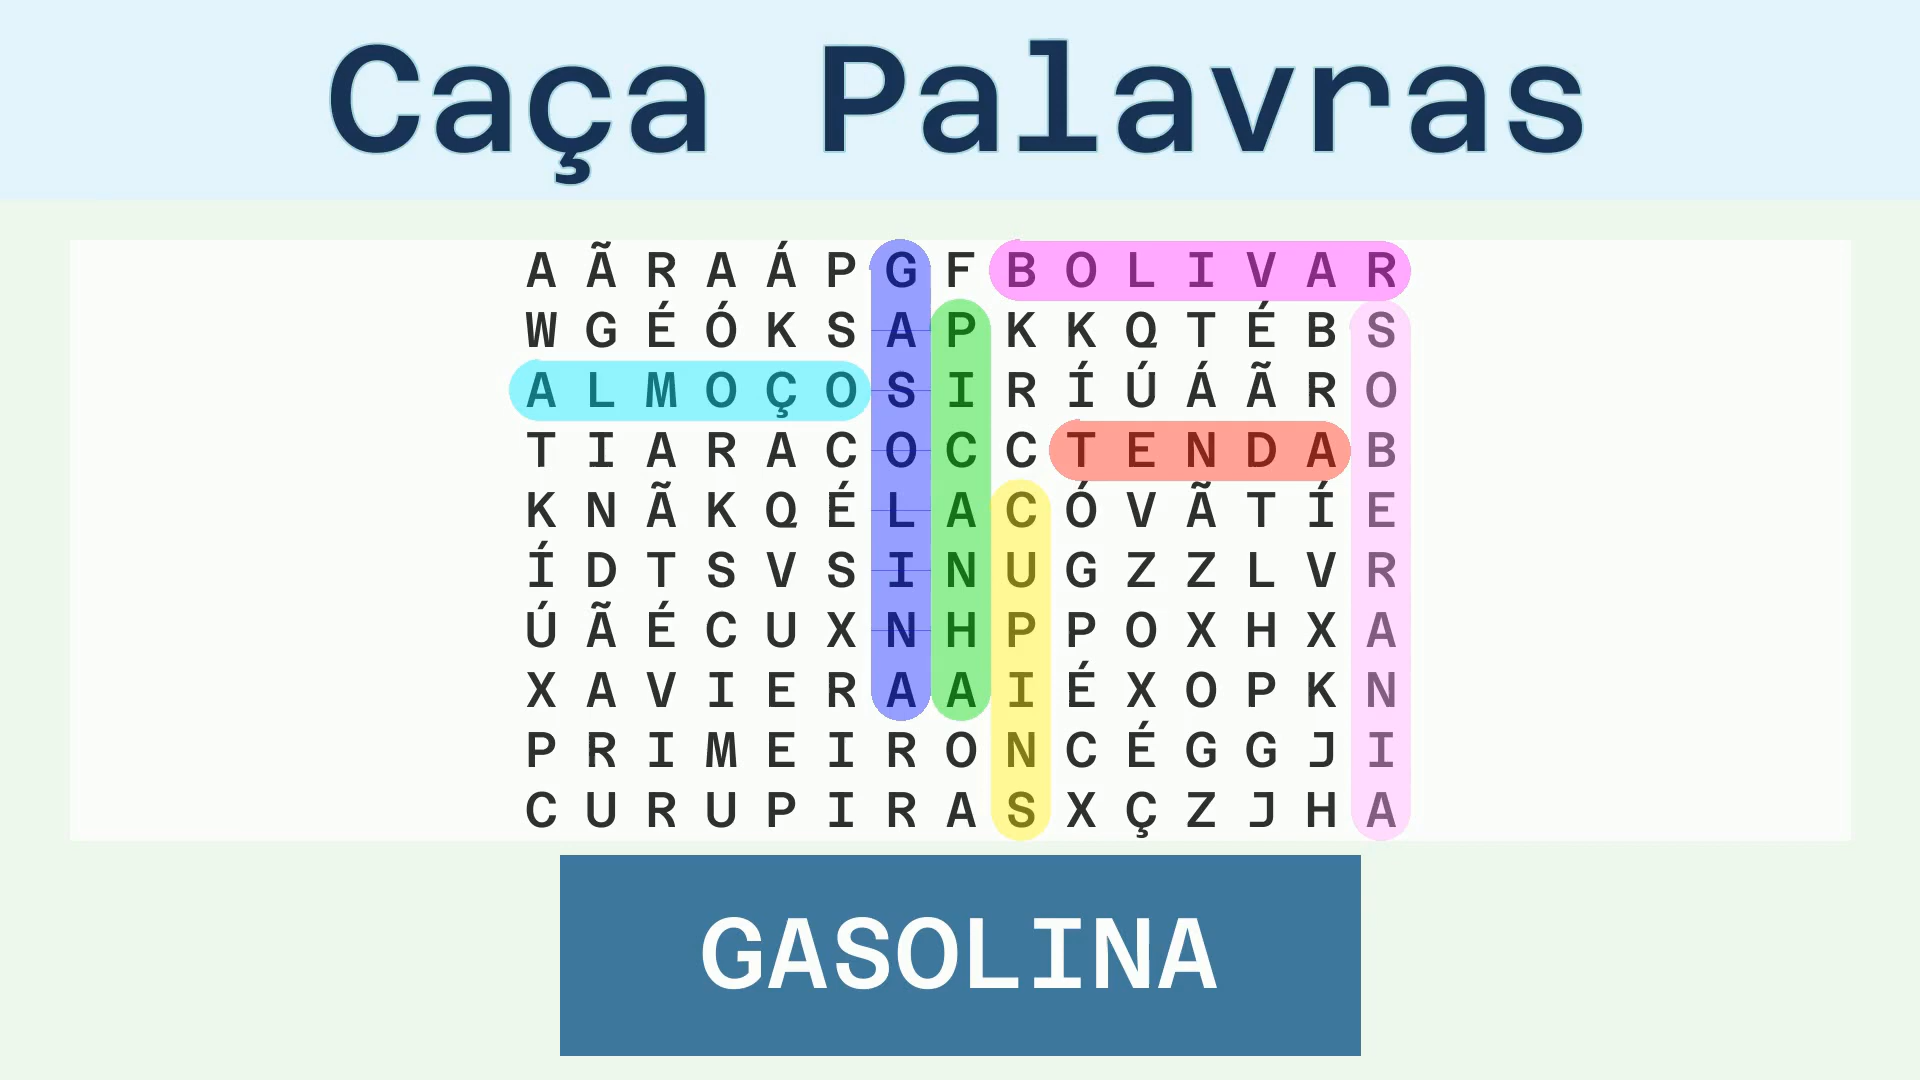 Caça Palavras
A Ã R A Á P G F B O L I V A R
W G É Ó K S A P K K Q T É B S
A L M O Ç O S I R Í Ú Á Ã R O
T I A R A C O C C T E N D A B
K N Ã K Q É L A C Ó V Ã T Í E
Í D T S V S I N U G Z Z L V R
Ú Ã É C U X N H P P O X H X A
X A V I E R A A I É X O P K N
P R I M E I R O N C É G G J I
C U R U P I R A S X Ç Z J H A
GASOLINA